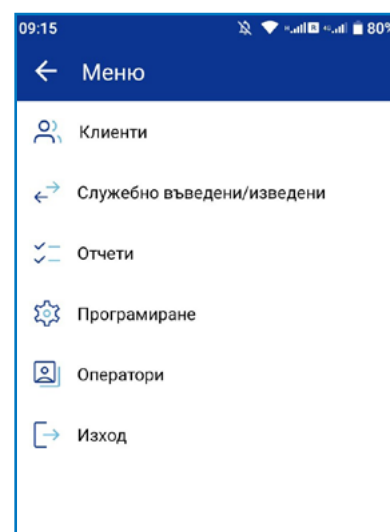 09:15 80%
Меню
Клиенти
Служебно въведени/изведени
Отчети
Програмиране
Оператори
Изход